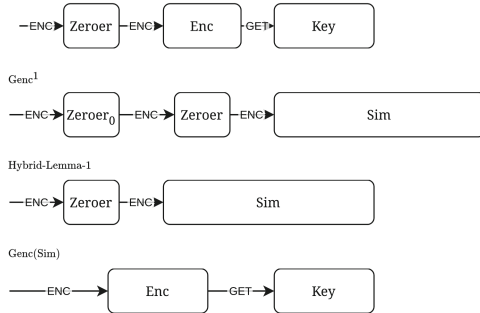 ENC Zeroer ENC Enc GET Key
Genc¹
ENC Zeroer₀ ENC Zeroer ENC Sim
Hybrid-Lemma-1
ENC Zeroer ENC Sim
Genc(Sim)
ENC Enc GET Key